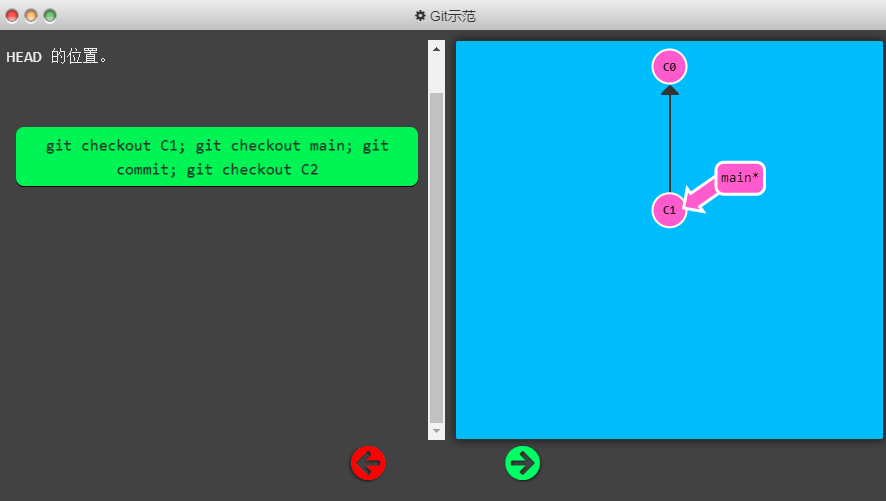 Git示范
HEAD 的位置。
git checkout C1; git checkout main; git
commit; git checkout C2
C0
main*
C1